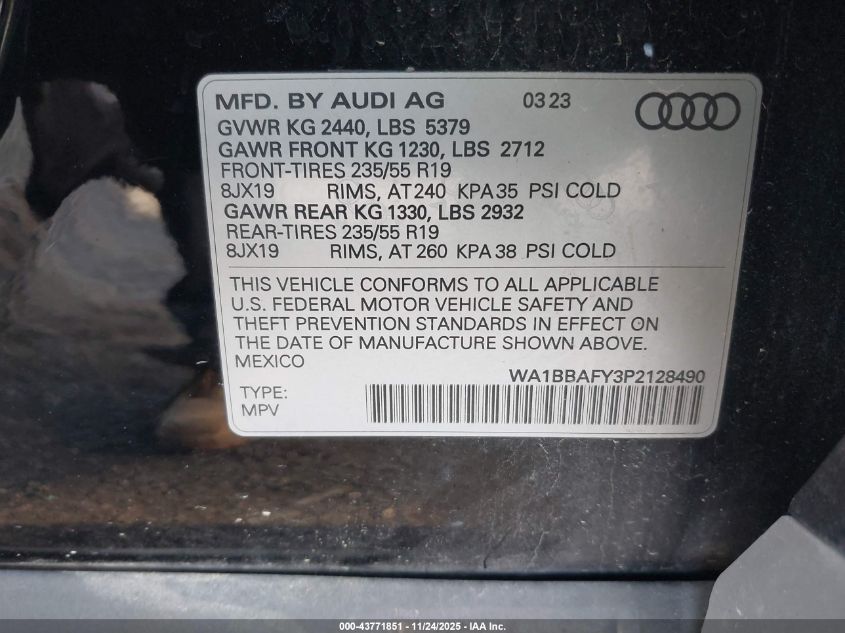 MFD. BY AUDI AG 03 23
GVWR KG 2440, LBS 5379
GAWR FRONT KG 1230, LBS 2712
FRONT-TIRES 235/55 R19
8JX19 RIMS, AT 240 KPA 35 PSI COLD
GAWR REAR KG 1330, LBS 2932
REAR-TIRES 235/55 R19
8JX19 RIMS, AT 260 KPA 38 PSI COLD
THIS VEHICLE CONFORMS TO ALL APPLICABLE
U.S. FEDERAL MOTOR VEHICLE SAFETY AND
THEFT PREVENTION STANDARDS IN EFFECT ON
THE DATE OF MANUFACTURE SHOWN ABOVE.
MEXICO
WA1BBAFY3P2128490
TYPE:
MPV
000-43771851 - 11/24/2025 - IAA Inc.